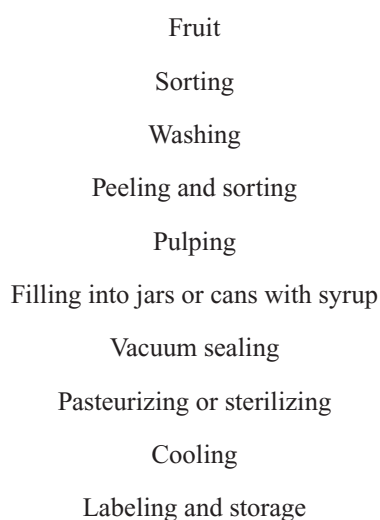 Fruit
Sorting
Washing
Peeling and sorting
Pulping
Filling into jars or cans with syrup
Vacuum sealing
Pasteurizing or sterilizing
Cooling
Labeling and storage